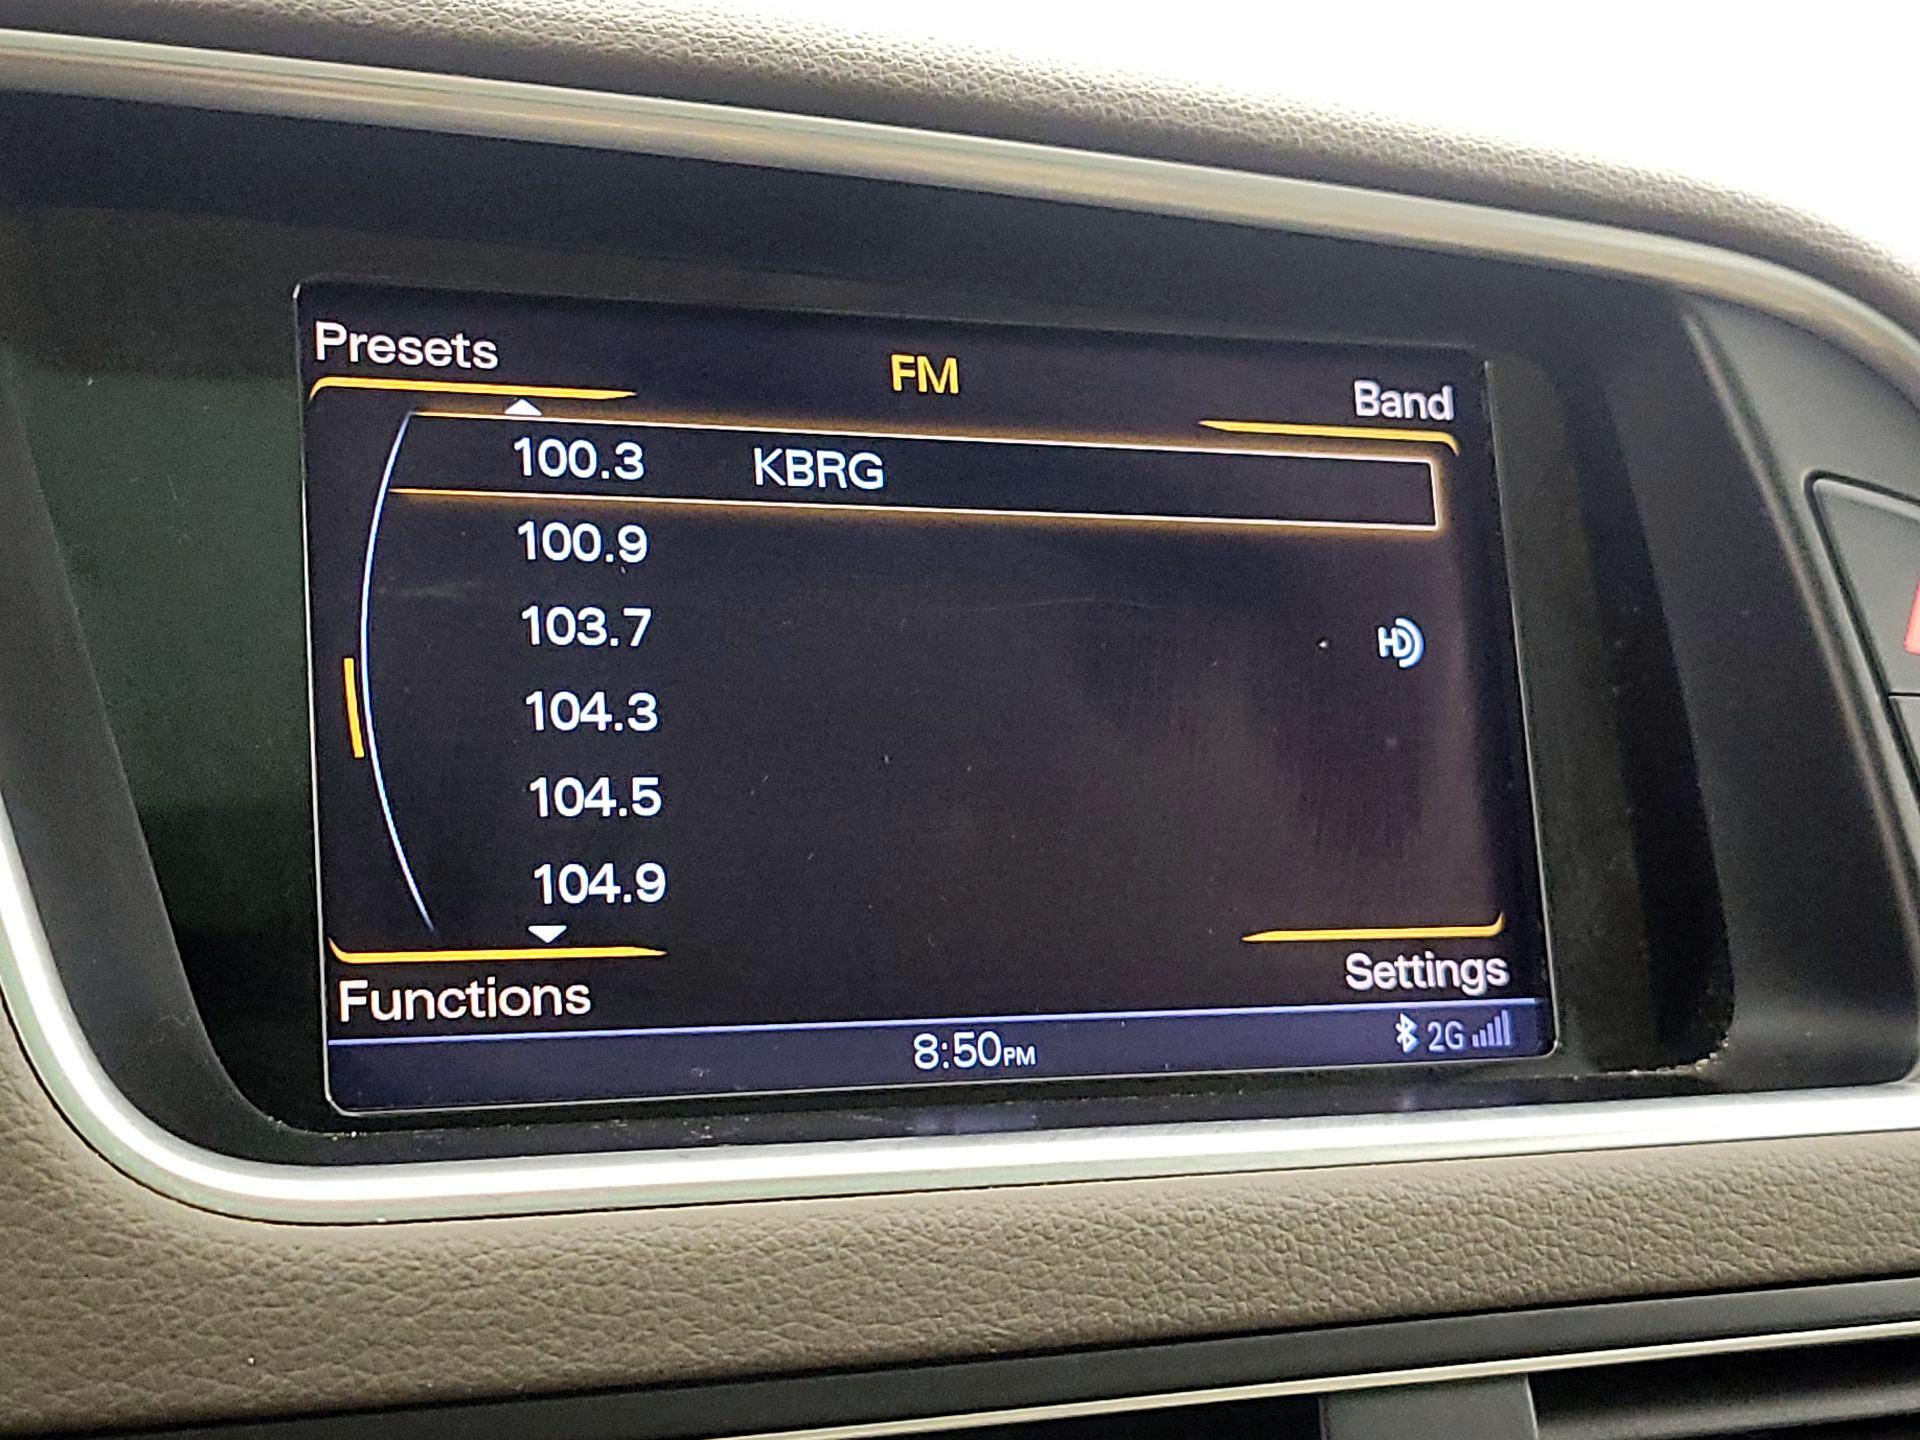 Presets
FM
Band
100.3 KBRG
100.9
103.7 HD
104.3
104.5
104.9
Functions
Settings
8:50PM
2G